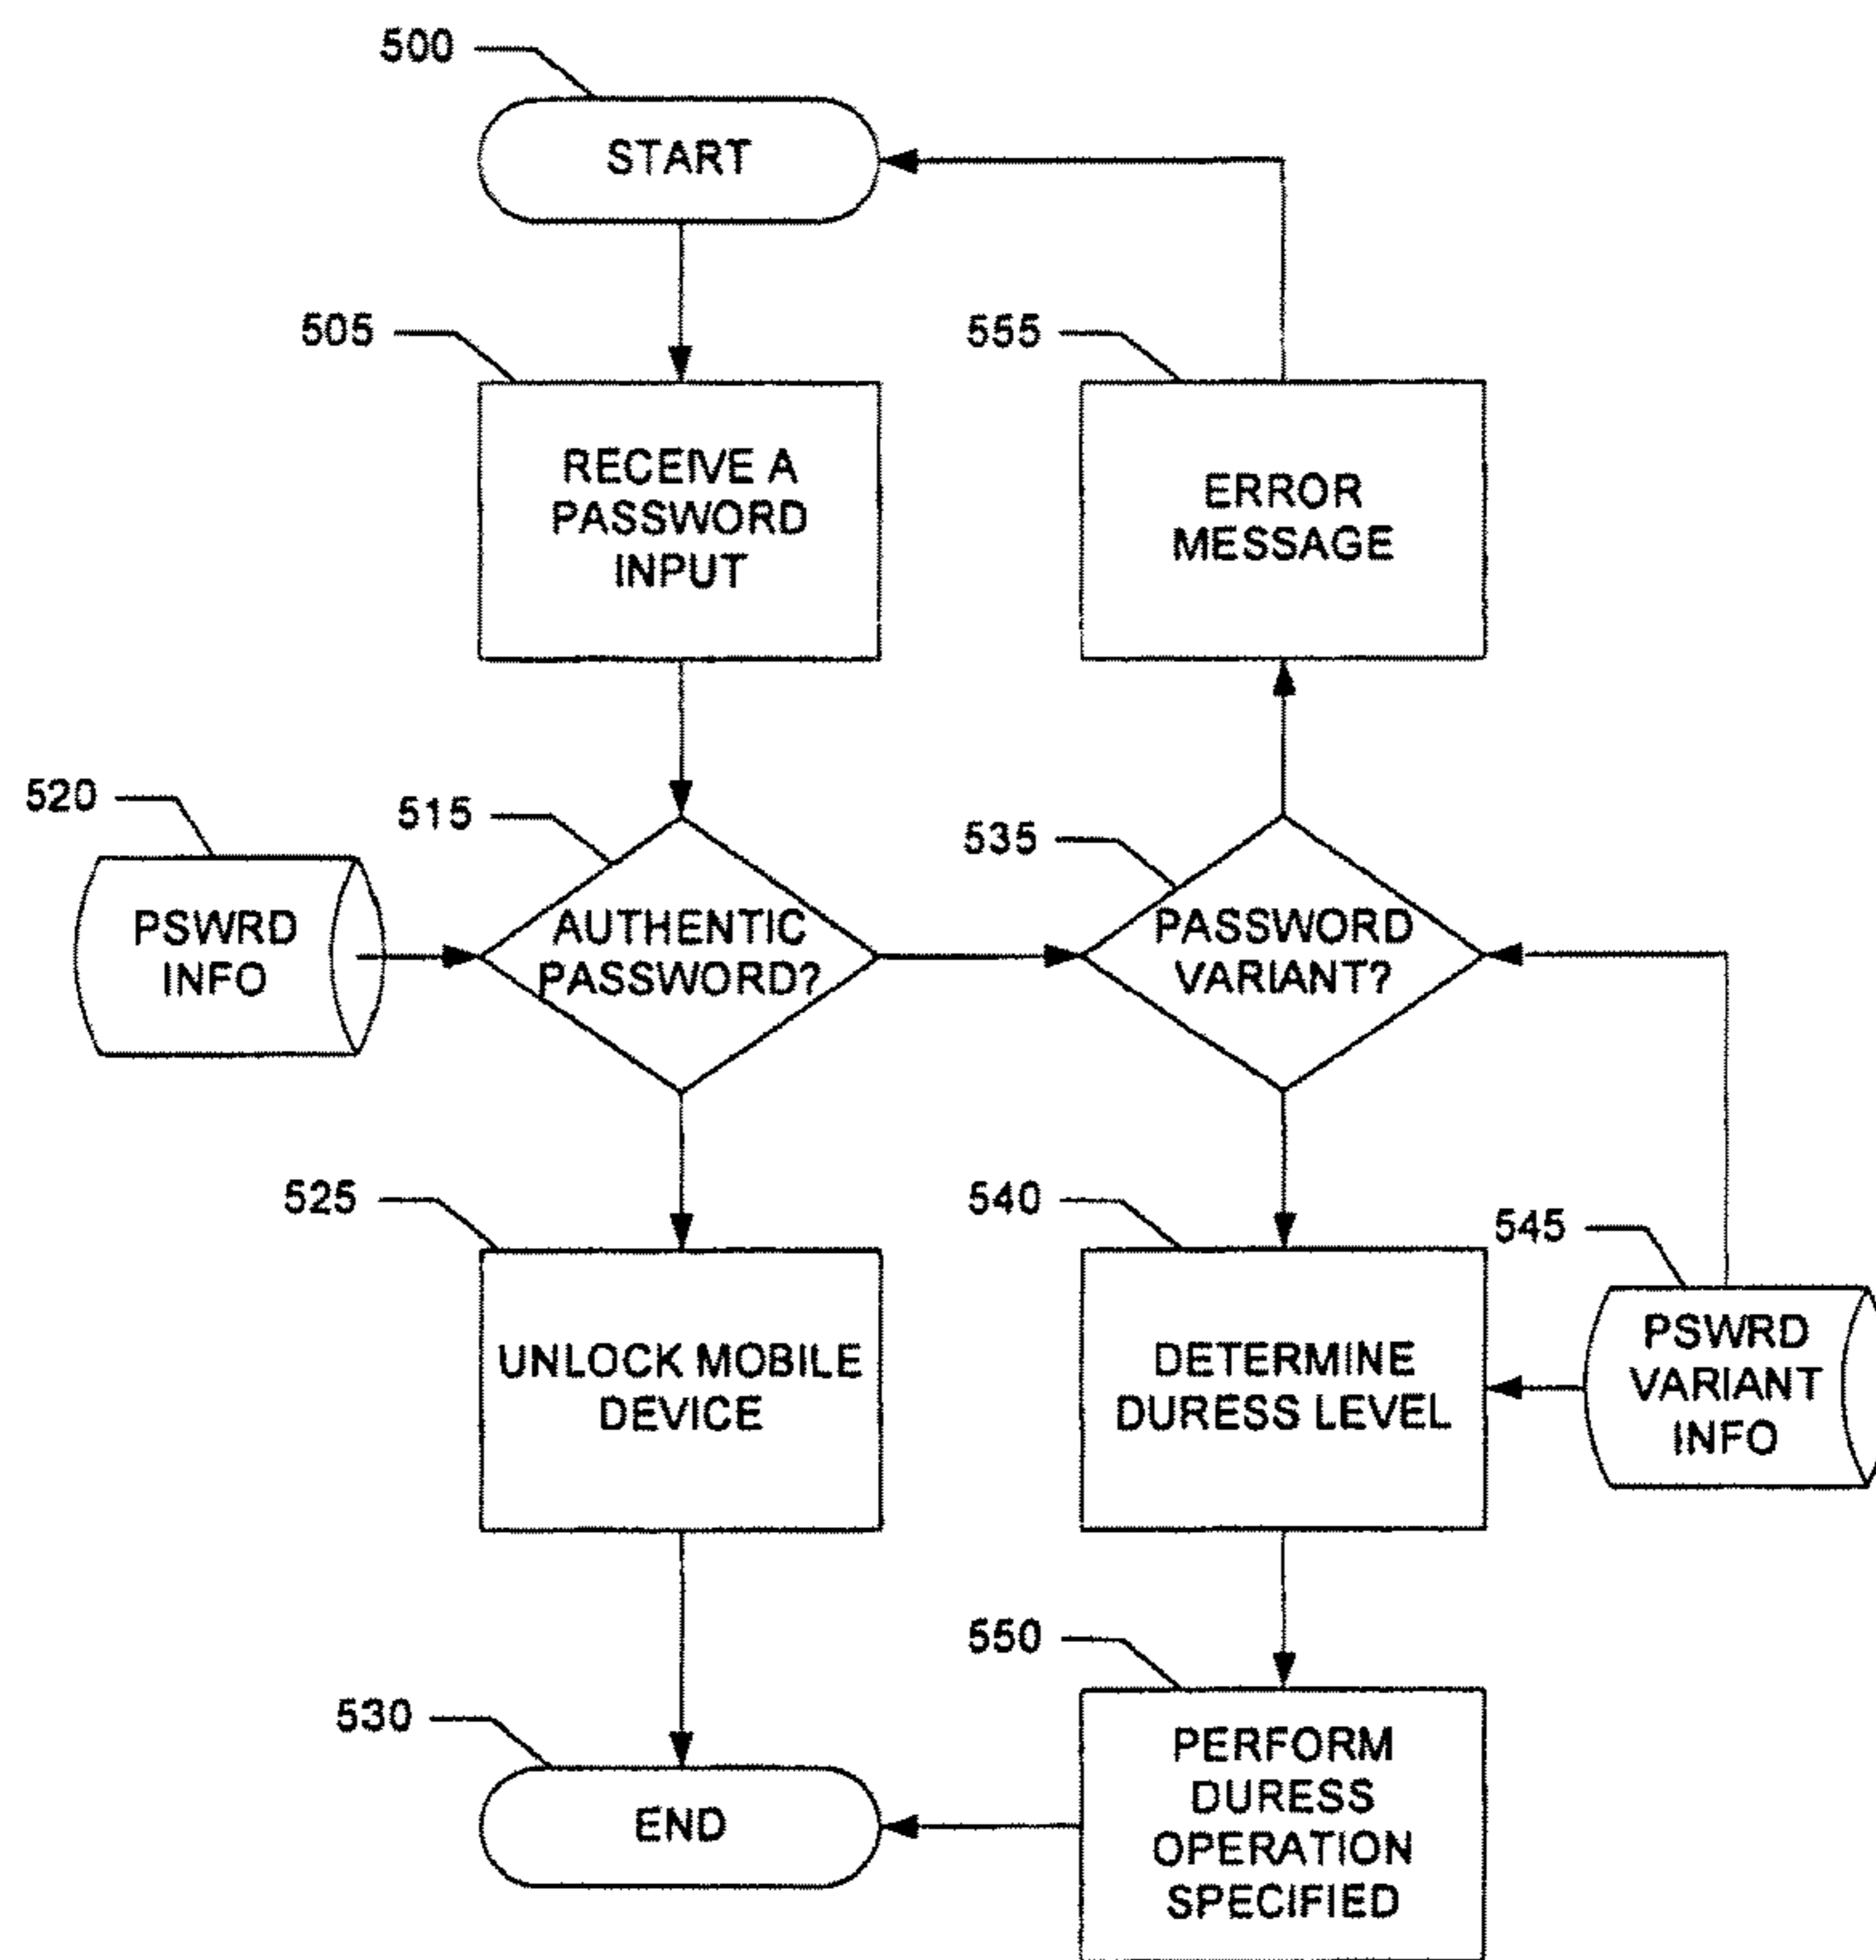 500
START
505
RECEIVE A
PASSWORD
INPUT
555
ERROR
MESSAGE
520
PSWRD
INFO
515
AUTHENTIC
PASSWORD?
535
PASSWORD
VARIANT?
525
UNLOCK MOBILE
DEVICE
540
DETERMINE
DURESS LEVEL
545
PSWRD
VARIANT
INFO
530
END
550
PERFORM
DURESS
OPERATION
SPECIFIED